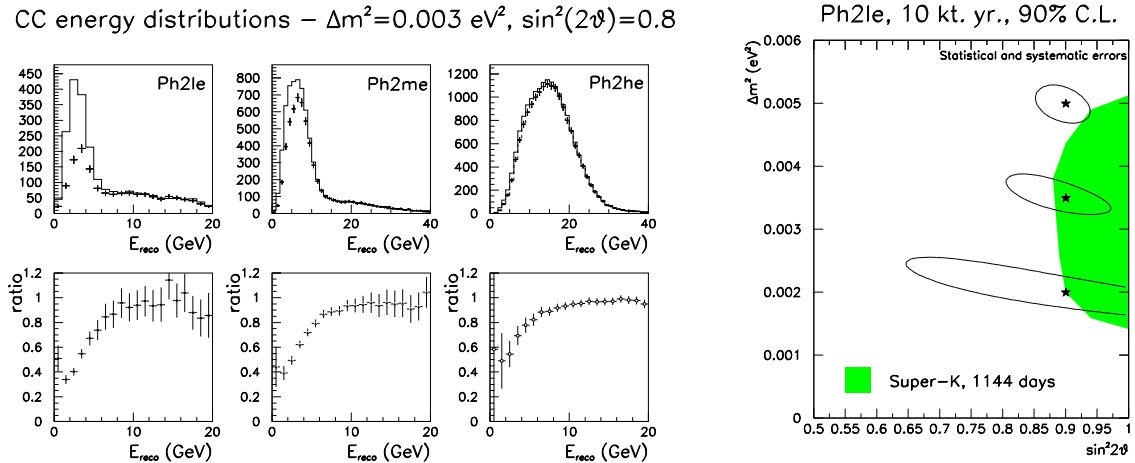 CC energy distributions – Δm²=0.003 eV², sin²(2ϑ)=0.8
Ph2le
450
400
350
300
250
200
150
100
50
0
0 10 20
E_reco (GeV)
Ph2me
800
700
600
500
400
300
200
100
0
0 20 40
E_reco (GeV)
Ph2he
1200
1000
800
600
400
200
0
0 20 40
E_reco (GeV)
ratio
1.2
1
0.8
0.6
0.4
0.2
0
0 10 20
E_reco (GeV)
ratio
1.2
1
0.8
0.6
0.4
0.2
0
0 10 20
E_reco (GeV)
ratio
1.2
1
0.8
0.6
0.4
0.2
0
0 10 20
E_reco (GeV)
Ph2le, 10 kt. yr., 90% C.L.
Δm² (eV²)
Statistical and systematic errors
0.006
0.005
0.004
0.003
0.002
0.001
0
Super–K, 1144 days
0.5 0.55 0.6 0.65 0.7 0.75 0.8 0.85 0.9 0.95 1
sin²2ϑ